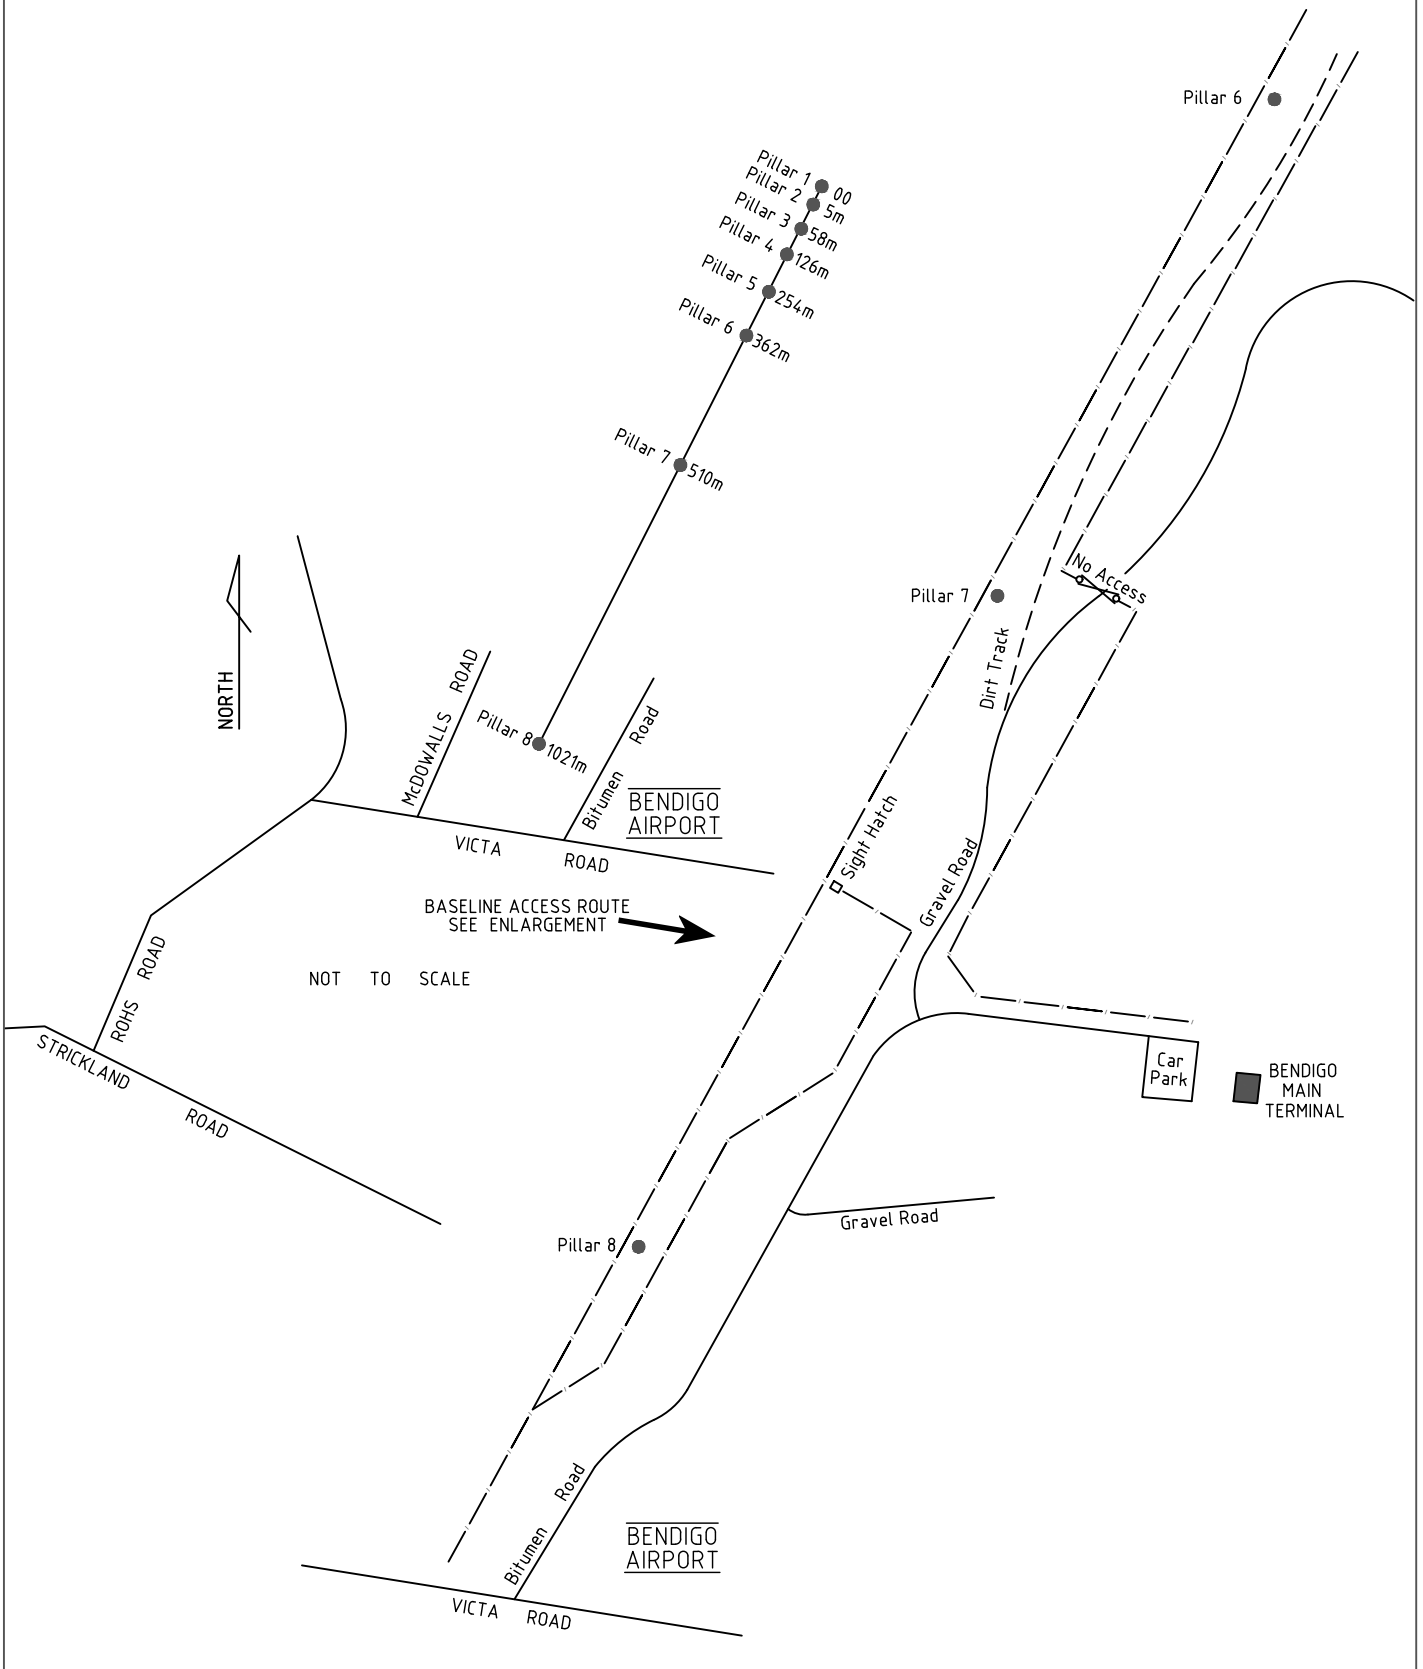 Pillar 6
Pillar 1 00
Pillar 2 5m
Pillar 3 58m
Pillar 4 126m
Pillar 5 254m
Pillar 6 362m
Pillar 7 510m
No Access
Pillar 7
Dirt Track
NORTH
McDOWALLS ROAD
Pillar 8 1021m
Bitumen Road
BENDIGO
AIRPORT
VICTA ROAD
Sight Hatch
Gravel Road
BASELINE ACCESS ROUTE
SEE ENLARGEMENT
NOT TO SCALE
ROHS ROAD
STRICKLAND ROAD
Car
Park
BENDIGO
MAIN
TERMINAL
Gravel Road
Pillar 8
Bitumen Road
BENDIGO
AIRPORT
VICTA ROAD